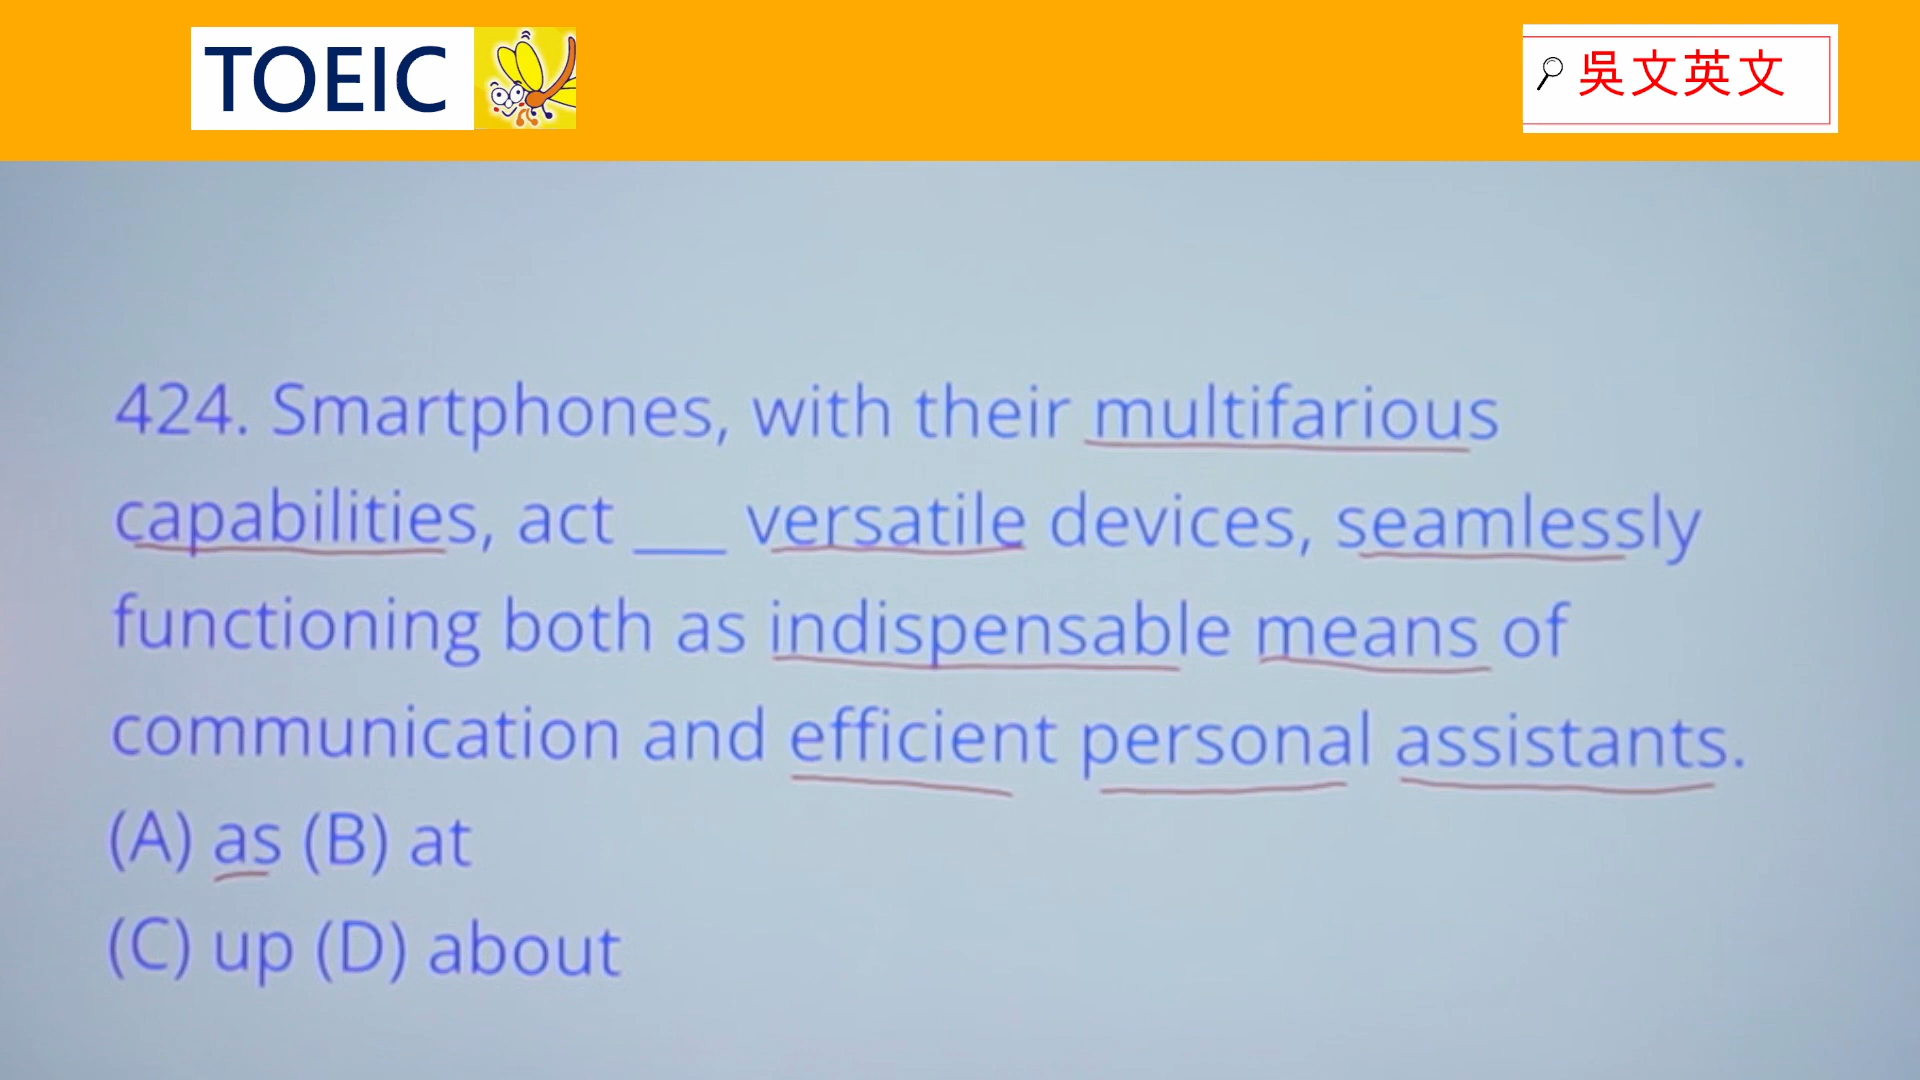 TOEIC
吳文英文
424. Smartphones, with their multifarious
capabilities, act ___ versatile devices, seamlessly
functioning both as indispensable means of
communication and efficient personal assistants.
(A) as (B) at
(C) up (D) about